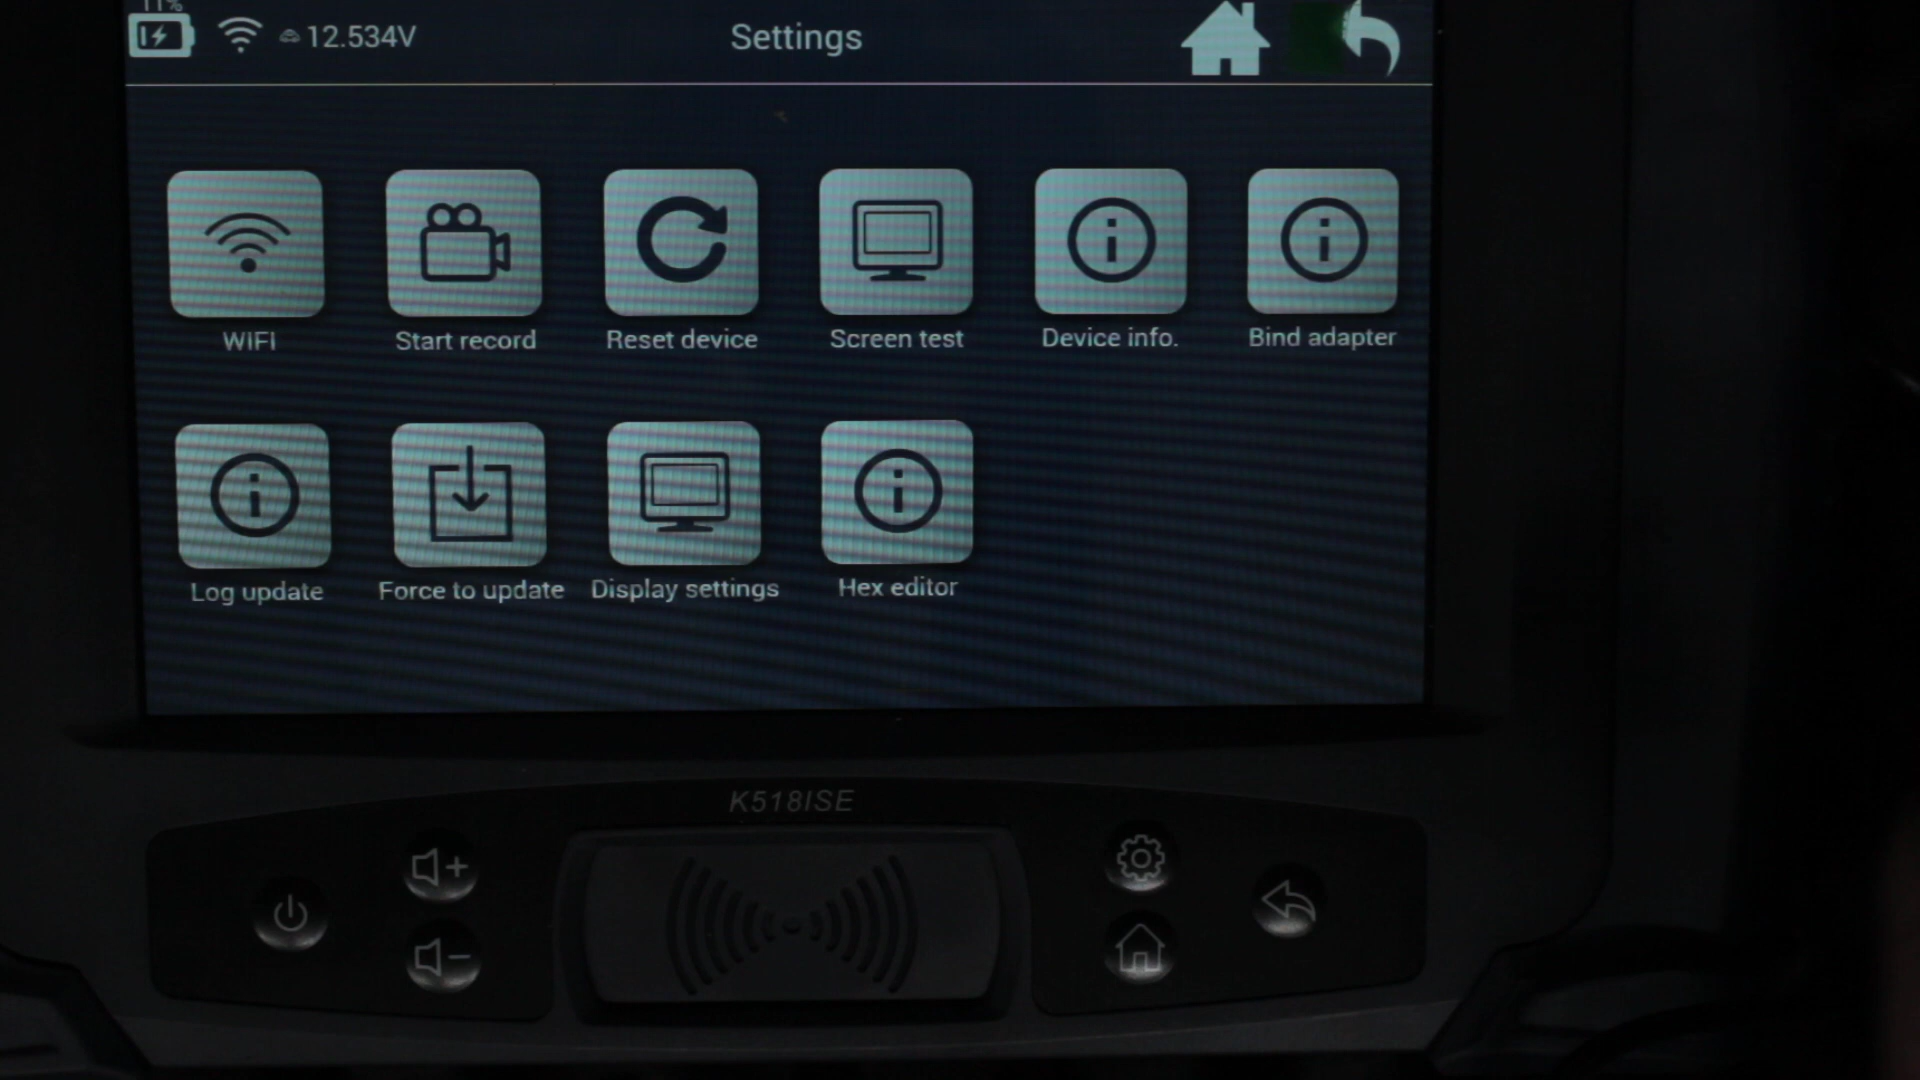 11%
12.534V
Settings
WIFI
Start record
Reset device
Screen test
Device info.
Bind adapter
Log update
Force to update
Display settings
Hex editor
K518ISE